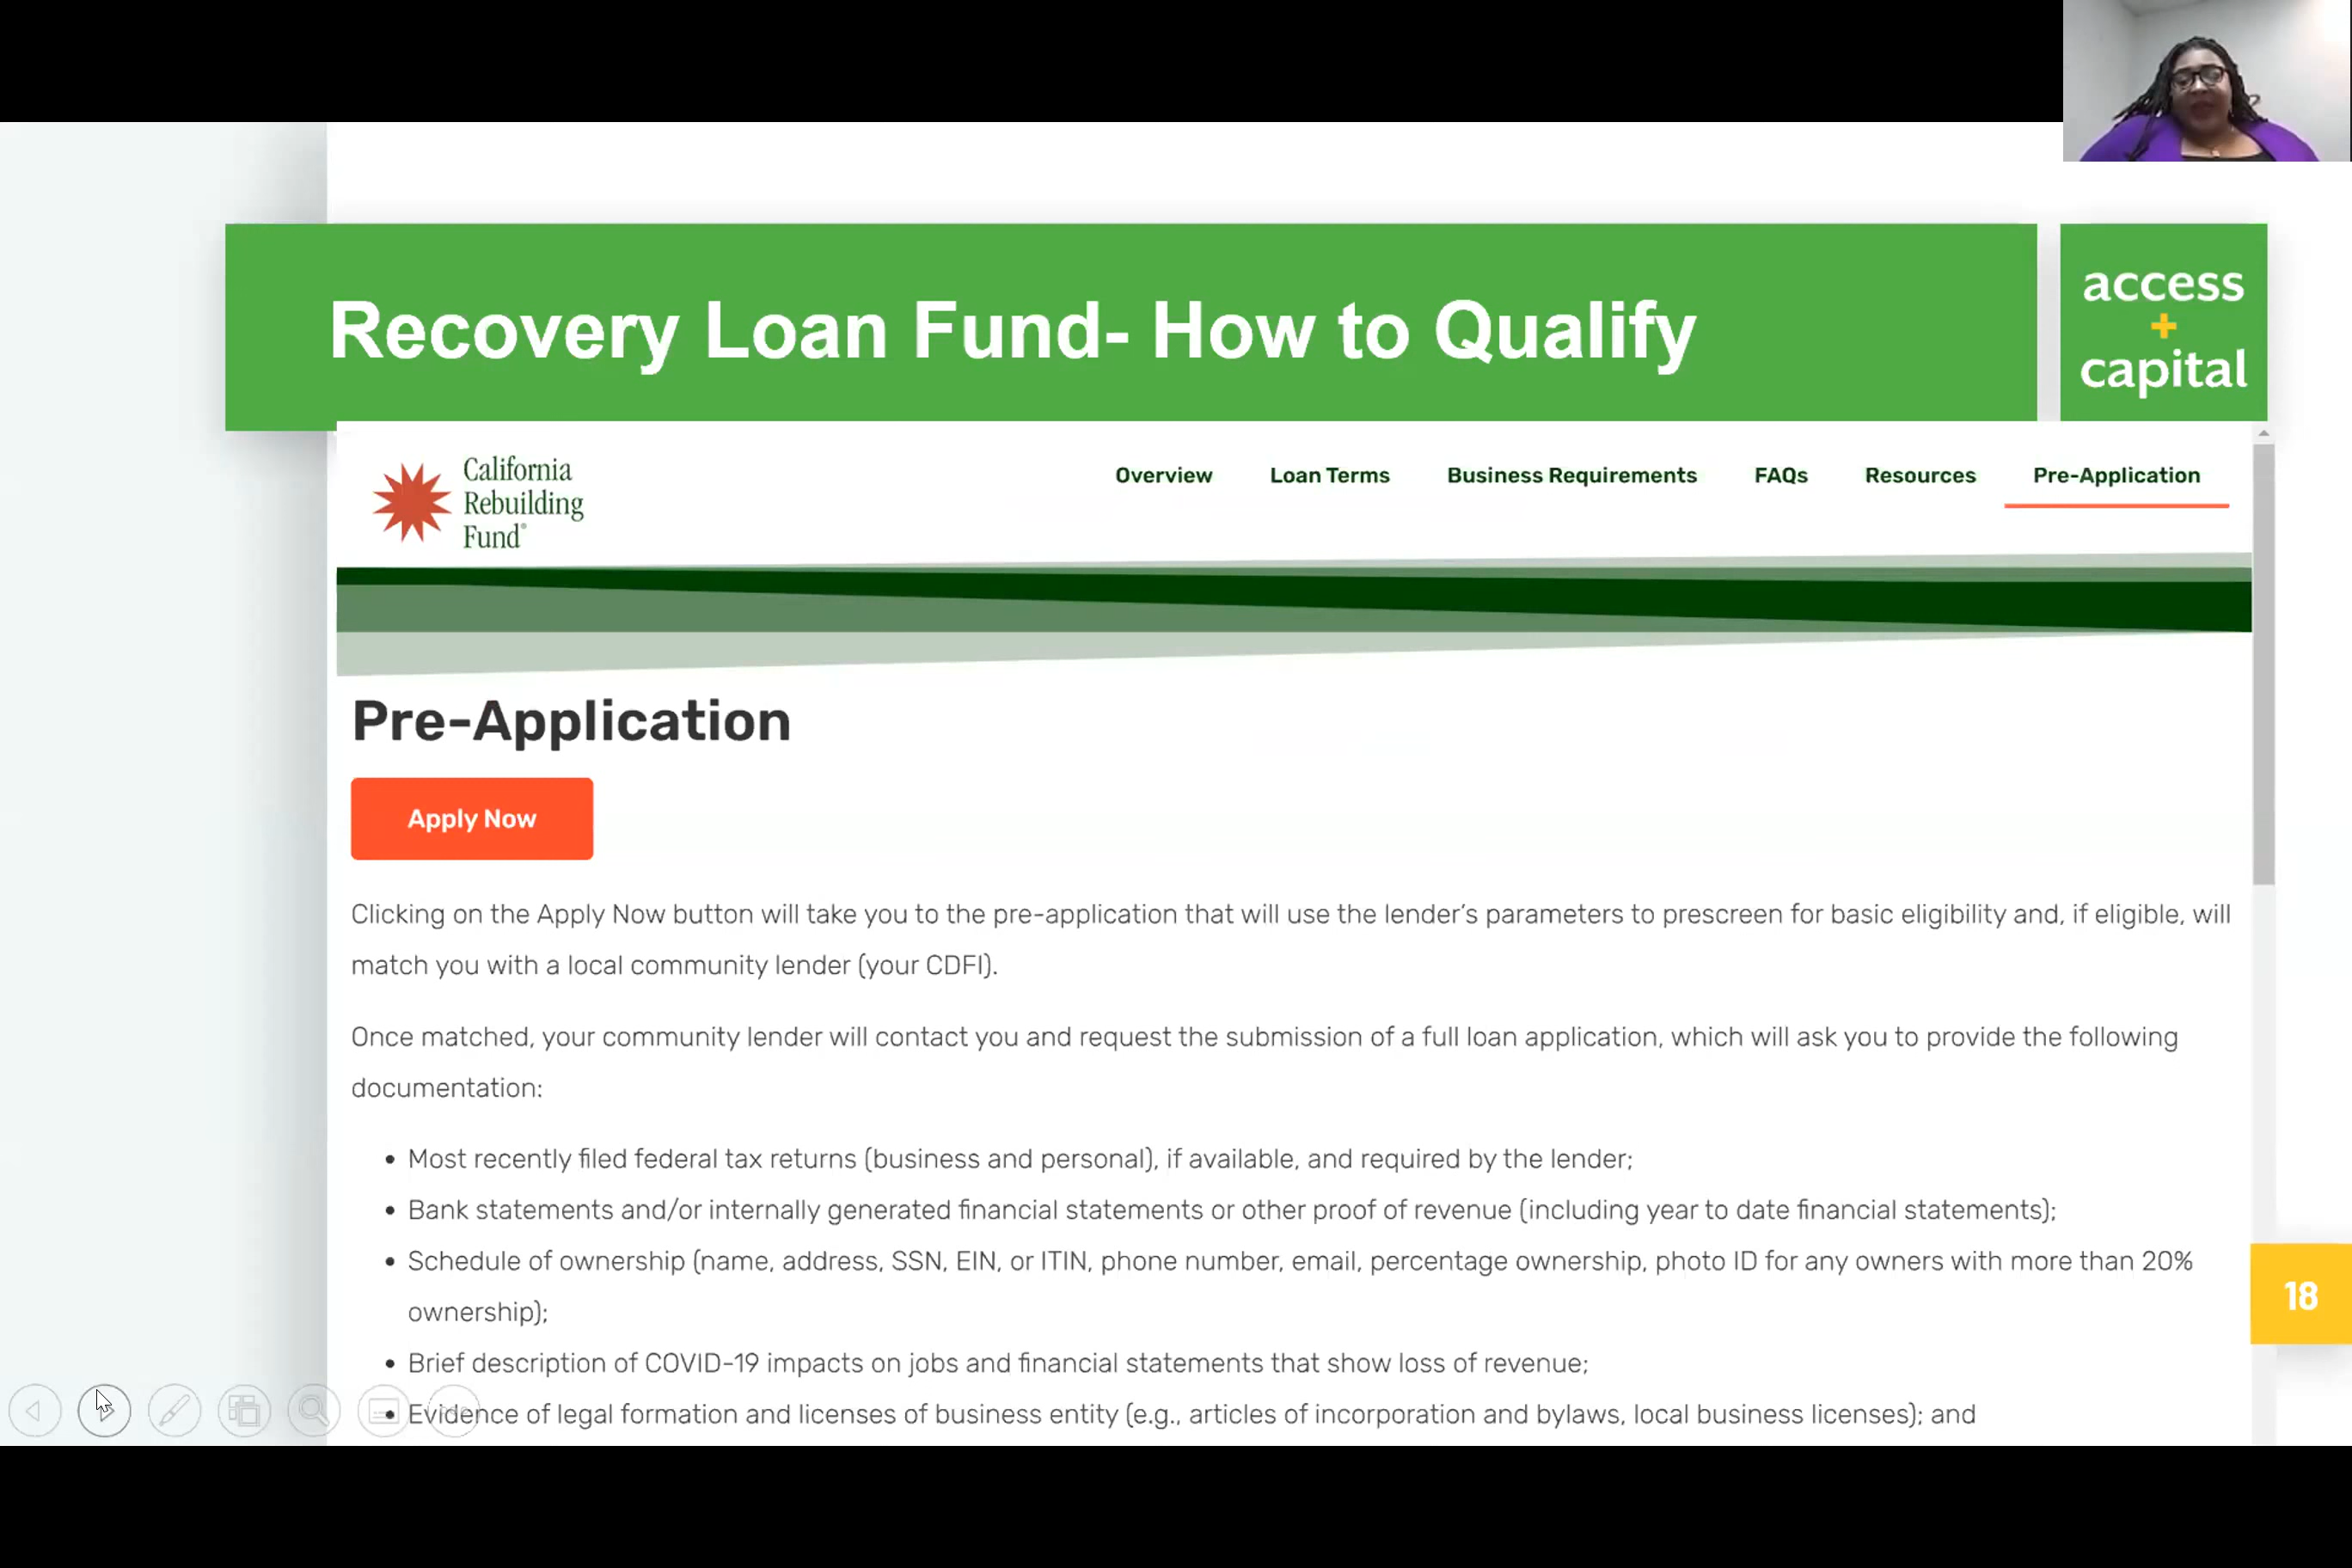 Recovery Loan Fund- How to Qualify
access
+
capital
California
Rebuilding
Fund®
Overview
Loan Terms
Business Requirements
FAQs
Resources
Pre-Application
Pre-Application
Apply Now
Clicking on the Apply Now button will take you to the pre-application that will use the lender's parameters to prescreen for basic eligibility and, if eligible, will
match you with a local community lender (your CDFI).
Once matched, your community lender will contact you and request the submission of a full loan application, which will ask you to provide the following
documentation:
• Most recently filed federal tax returns (business and personal), if available, and required by the lender;
• Bank statements and/or internally generated financial statements or other proof of revenue (including year to date financial statements);
• Schedule of ownership (name, address, SSN, EIN, or ITIN, phone number, email, percentage ownership, photo ID for any owners with more than 20%
ownership);
18
• Brief description of COVID-19 impacts on jobs and financial statements that show loss of revenue;
• Evidence of legal formation and licenses of business entity (e.g., articles of incorporation and bylaws, local business licenses); and